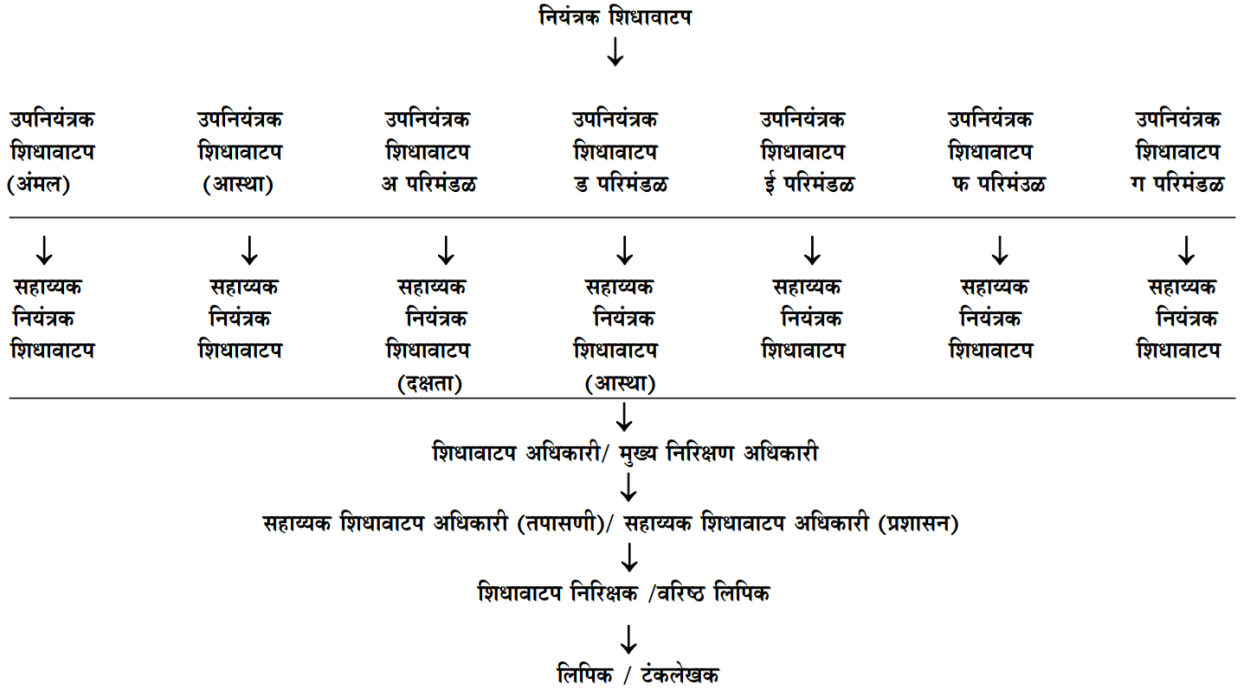 नियंत्रक शिधावाटप
उपनियंत्रक उपनियंत्रक उपनियंत्रक उपनियंत्रक उपनियंत्रक उपनियंत्रक उपनियंत्रक
शिधावाटप शिधावाटप शिधावाटप शिधावाटप शिधावाटप शिधावाटप शिधावाटप
(अंमल) (आस्था) अ परिमंडळ ड परिमंडळ ई परिमंडळ फ परिमंउळ ग परिमंडळ
सहाय्यक सहाय्यक सहाय्यक सहाय्यक सहाय्यक सहाय्यक सहाय्यक
नियंत्रक नियंत्रक नियंत्रक नियंत्रक नियंत्रक नियंत्रक नियंत्रक
शिधावाटप शिधावाटप शिधावाटप शिधावाटप शिधावाटप शिधावाटप शिधावाटप
(दक्षता) (आस्था)
शिधावाटप अधिकारी/ मुख्य निरिक्षण अधिकारी
सहाय्यक शिधावाटप अधिकारी (तपासणी)/ सहाय्यक शिधावाटप अधिकारी (प्रशासन)
शिधावाटप निरिक्षक /वरिष्ठ लिपिक
लिपिक / टंकलेखक